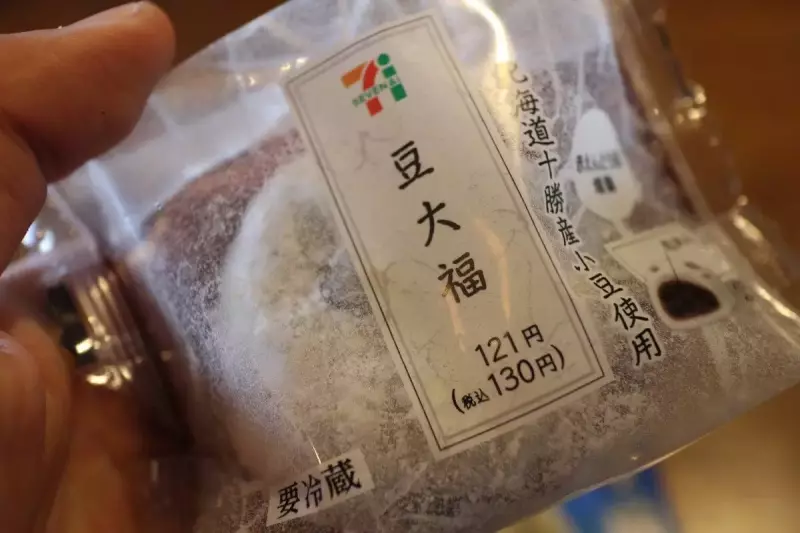 SEVEN&i
豆大福
121円
(税込130円)
北海道十勝産小豆使用
要冷蔵